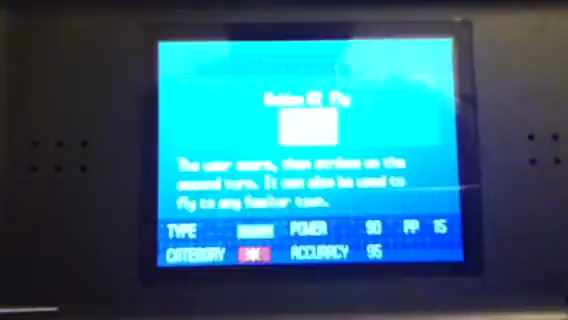 Hidden 02 Fly
The user soars, then strikes on the
second turn. It can also be used to
fly to any familiar town.
TYPE POWER 90 PP 15
CATEGORY ACCURACY 95